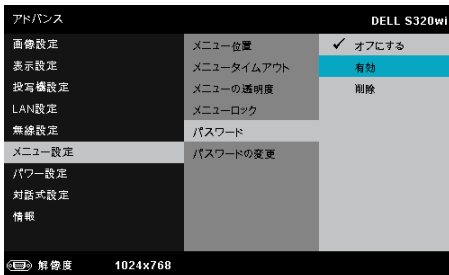 アドバンス
DELL S320wi
画像設定
表示設定
投写機設定
LAN設定
無線設定
メニュー設定
パワー設定
対話式設定
情報
メニュー位置
メニュータイムアウト
メニューの透明度
メニューロック
パスワード
パスワードの変更
オフにする
有効
削除
解像度 1024x768